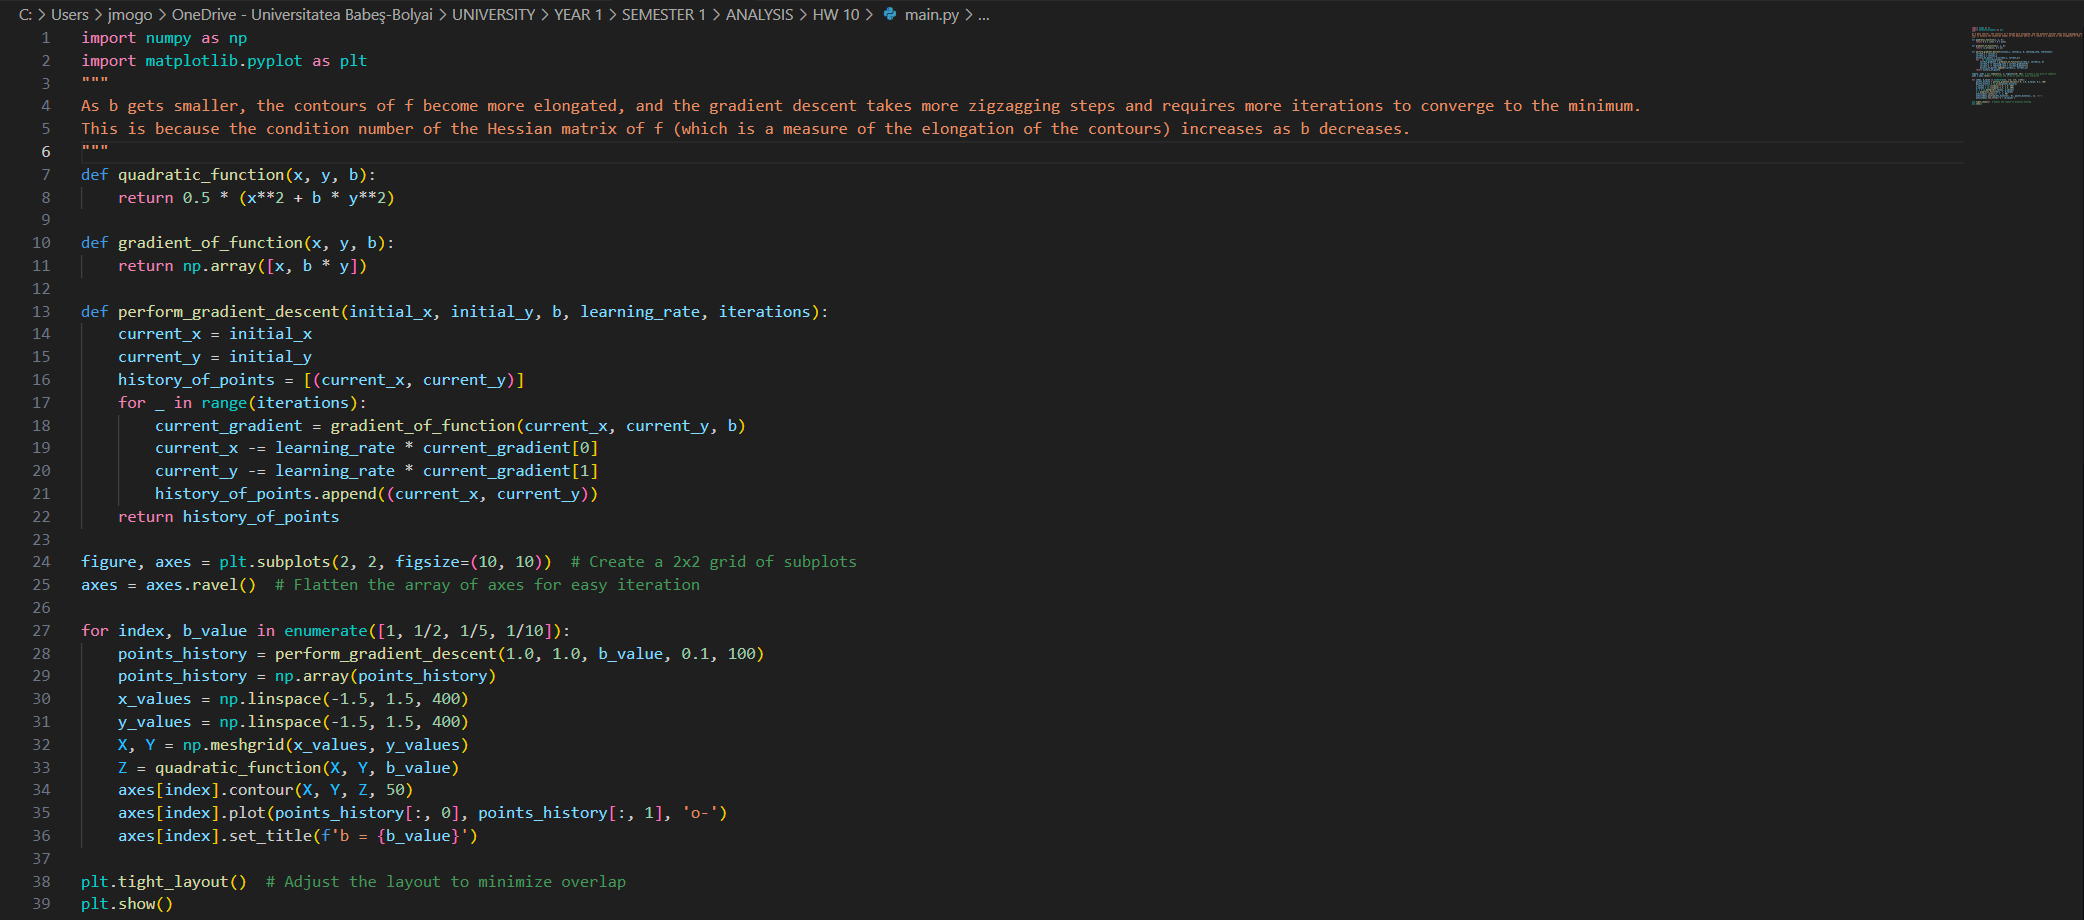 C: > Users > jmogo > OneDrive - Universitatea Babeş-Bolyai > UNIVERSITY > YEAR 1 > SEMESTER 1 > ANALYSIS > HW 10 > main.py > ...
1 import numpy as np
2 import matplotlib.pyplot as plt
3 """
4 As b gets smaller, the contours of f become more elongated, and the gradient descent takes more zigzagging steps and requires more iterations to converge to the minimum.
5 This is because the condition number of the Hessian matrix of f (which is a measure of the elongation of the contours) increases as b decreases.
6 """
7 def quadratic_function(x, y, b):
8     return 0.5 * (x**2 + b * y**2)
9
10 def gradient_of_function(x, y, b):
11     return np.array([x, b * y])
12
13 def perform_gradient_descent(initial_x, initial_y, b, learning_rate, iterations):
14     current_x = initial_x
15     current_y = initial_y
16     history_of_points = [(current_x, current_y)]
17     for _ in range(iterations):
18         current_gradient = gradient_of_function(current_x, current_y, b)
19         current_x -= learning_rate * current_gradient[0]
20         current_y -= learning_rate * current_gradient[1]
21         history_of_points.append((current_x, current_y))
22     return history_of_points
23
24 figure, axes = plt.subplots(2, 2, figsize=(10, 10))  # Create a 2x2 grid of subplots
25 axes = axes.ravel()  # Flatten the array of axes for easy iteration
26
27 for index, b_value in enumerate([1, 1/2, 1/5, 1/10]):
28     points_history = perform_gradient_descent(1.0, 1.0, b_value, 0.1, 100)
29     points_history = np.array(points_history)
30     x_values = np.linspace(-1.5, 1.5, 400)
31     y_values = np.linspace(-1.5, 1.5, 400)
32     X, Y = np.meshgrid(x_values, y_values)
33     Z = quadratic_function(X, Y, b_value)
34     axes[index].contour(X, Y, Z, 50)
35     axes[index].plot(points_history[:, 0], points_history[:, 1], 'o-')
36     axes[index].set_title(f'b = {b_value}')
37
38 plt.tight_layout()  # Adjust the layout to minimize overlap
39 plt.show()